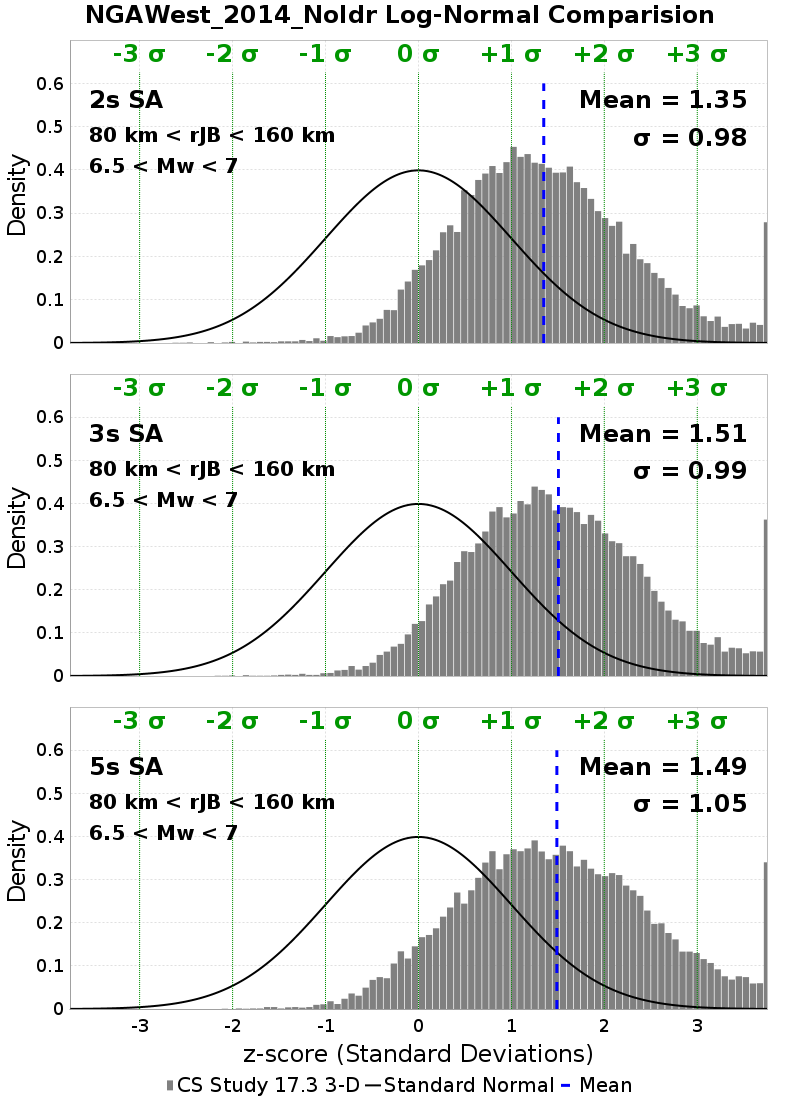 NGAWest_2014_NoIdr Log-Normal Comparision
-3 σ -2 σ -1 σ 0 σ +1 σ +2 σ +3 σ
2s SA
Mean = 1.35
80 km < rJB < 160 km
σ = 0.98
6.5 < Mw < 7
0.6
0.5
0.4
0.3
0.2
0.1
0
Density
-3 σ -2 σ -1 σ 0 σ +1 σ +2 σ +3 σ
3s SA
Mean = 1.51
80 km < rJB < 160 km
σ = 0.99
6.5 < Mw < 7
0.6
0.5
0.4
0.3
0.2
0.1
0
Density
-3 σ -2 σ -1 σ 0 σ +1 σ +2 σ +3 σ
5s SA
Mean = 1.49
80 km < rJB < 160 km
σ = 1.05
6.5 < Mw < 7
0.6
0.5
0.4
0.3
0.2
0.1
0
Density
-3 -2 -1 0 1 2 3
z-score (Standard Deviations)
CS Study 17.3 3-D Standard Normal Mean